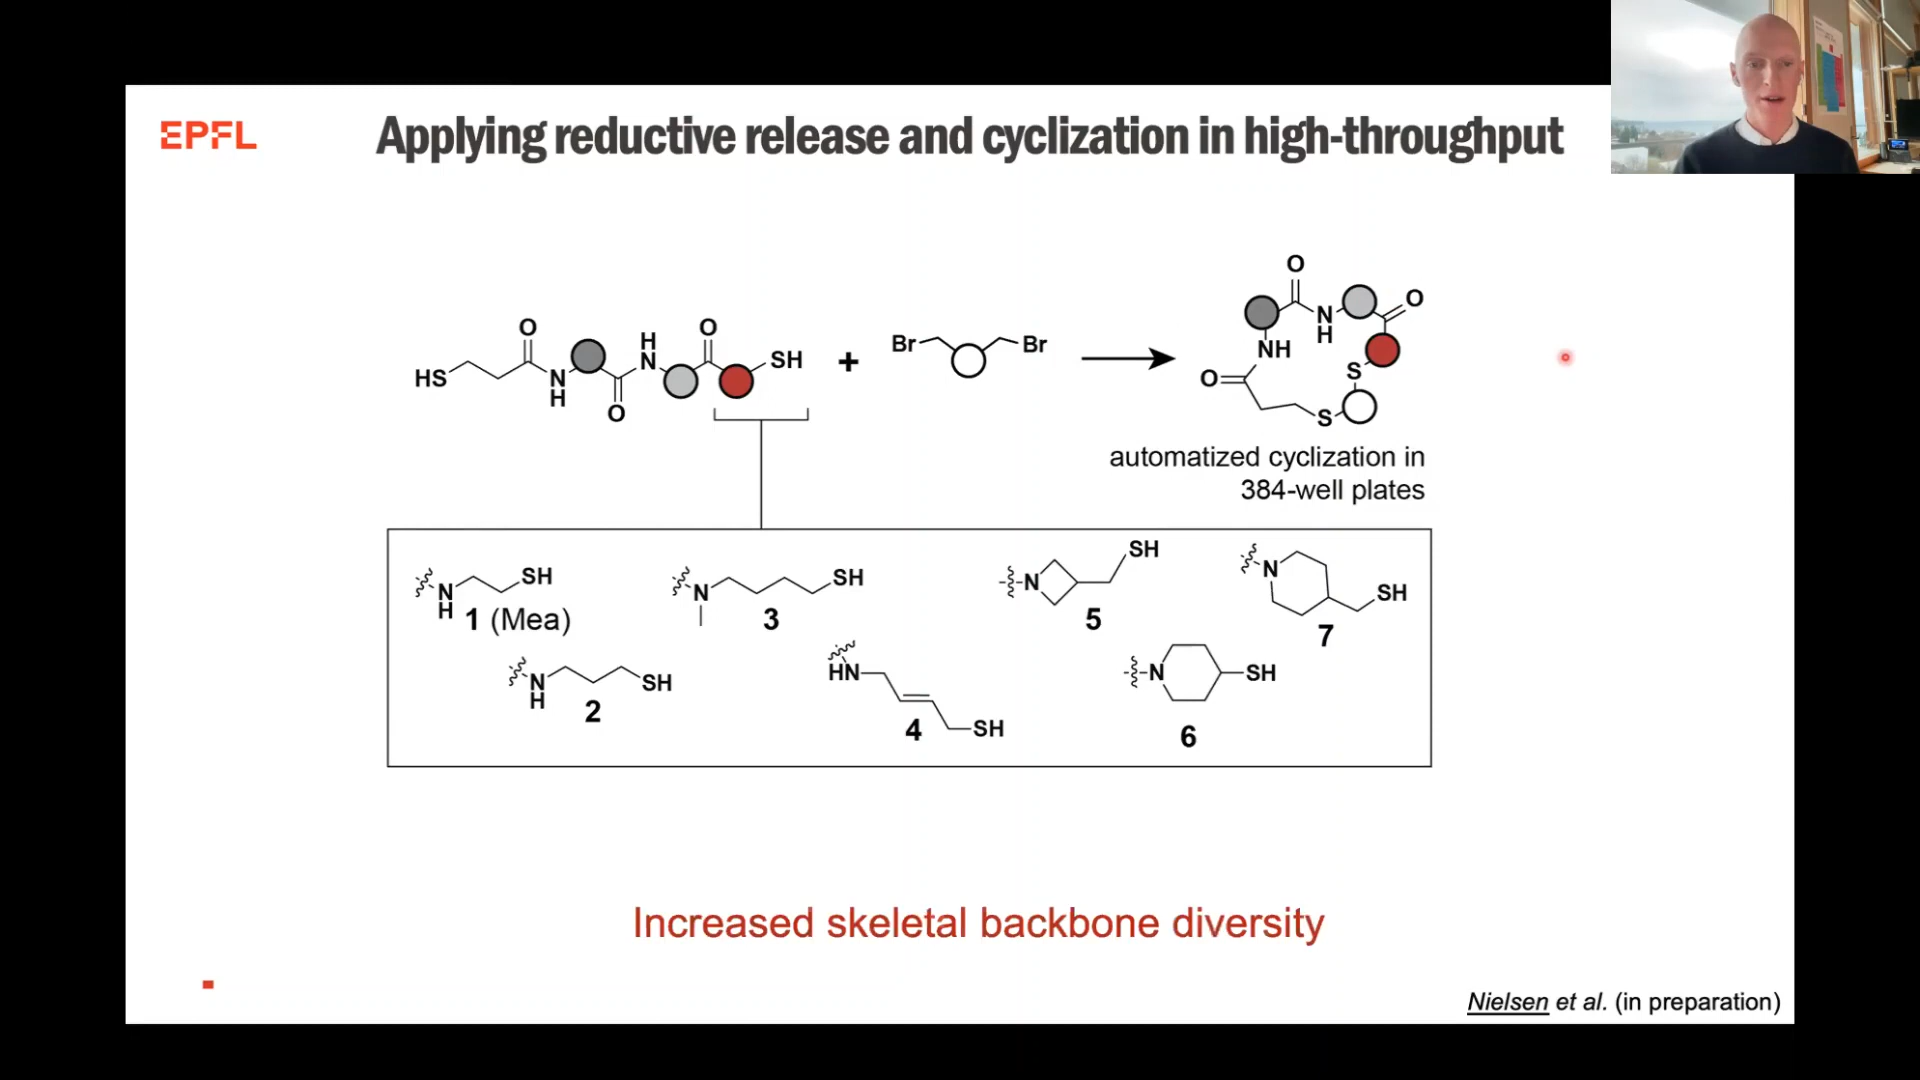 EPFL
Applying reductive release and cyclization in high-throughput
HS
O
N
H
O
H
N
O
SH
+
Br
Br
O
NH
O
N
H
O
S
S
automatized cyclization in
384-well plates
N
H
SH
1 (Mea)
N
H
SH
2
N
SH
3
HN
SH
4
N
SH
5
N
SH
6
N
SH
7
Increased skeletal backbone diversity
Nielsen et al. (in preparation)